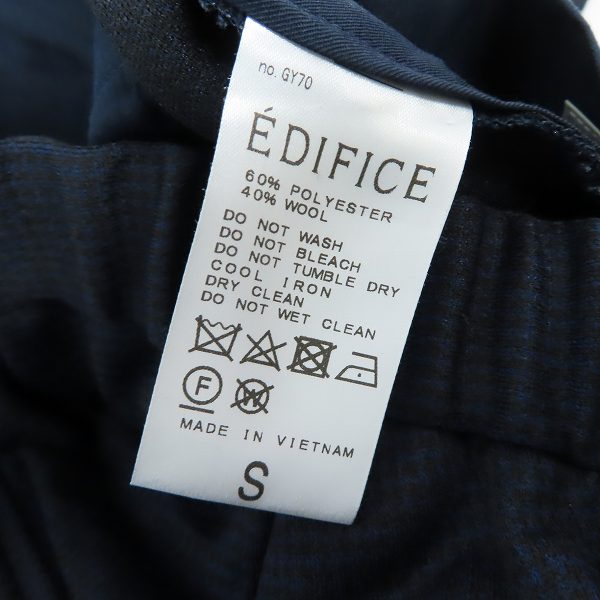 no. GY70
ÉDIFICE
60% POLYESTER
40% WOOL
DO NOT WASH
DO NOT BLEACH
DO NOT TUMBLE DRY
COOL IRON
DRY CLEAN
DO NOT WET CLEAN
F
W
MADE IN VIETNAM
S